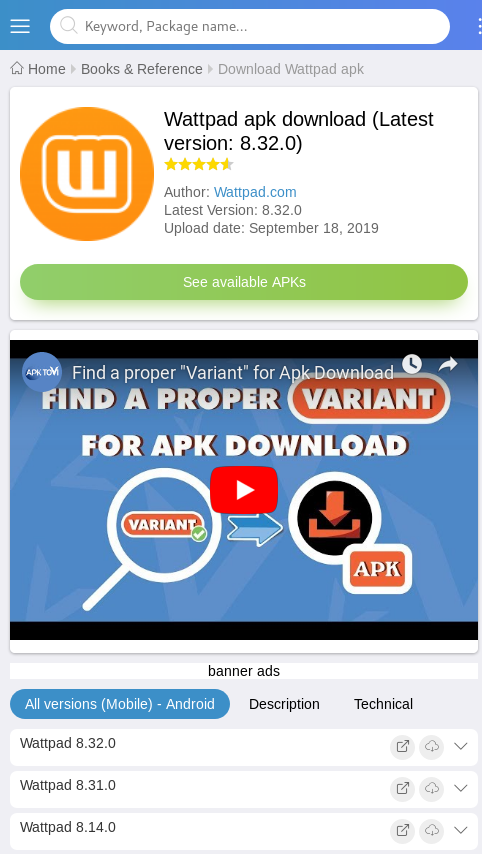 Keyword, Package name...
Home Books & Reference Download Wattpad apk
Wattpad apk download (Latest
version: 8.32.0)
Author: Wattpad.com
Latest Version: 8.32.0
Upload date: September 18, 2019
See available APKs
APK TOVI
Find a proper "Variant" for Apk Download
FIND A PROPER VARIANT
FOR APK DOWNLOAD
VARIANT
APK
banner ads
All versions (Mobile) - Android Description Technical
Wattpad 8.32.0
Wattpad 8.31.0
Wattpad 8.14.0